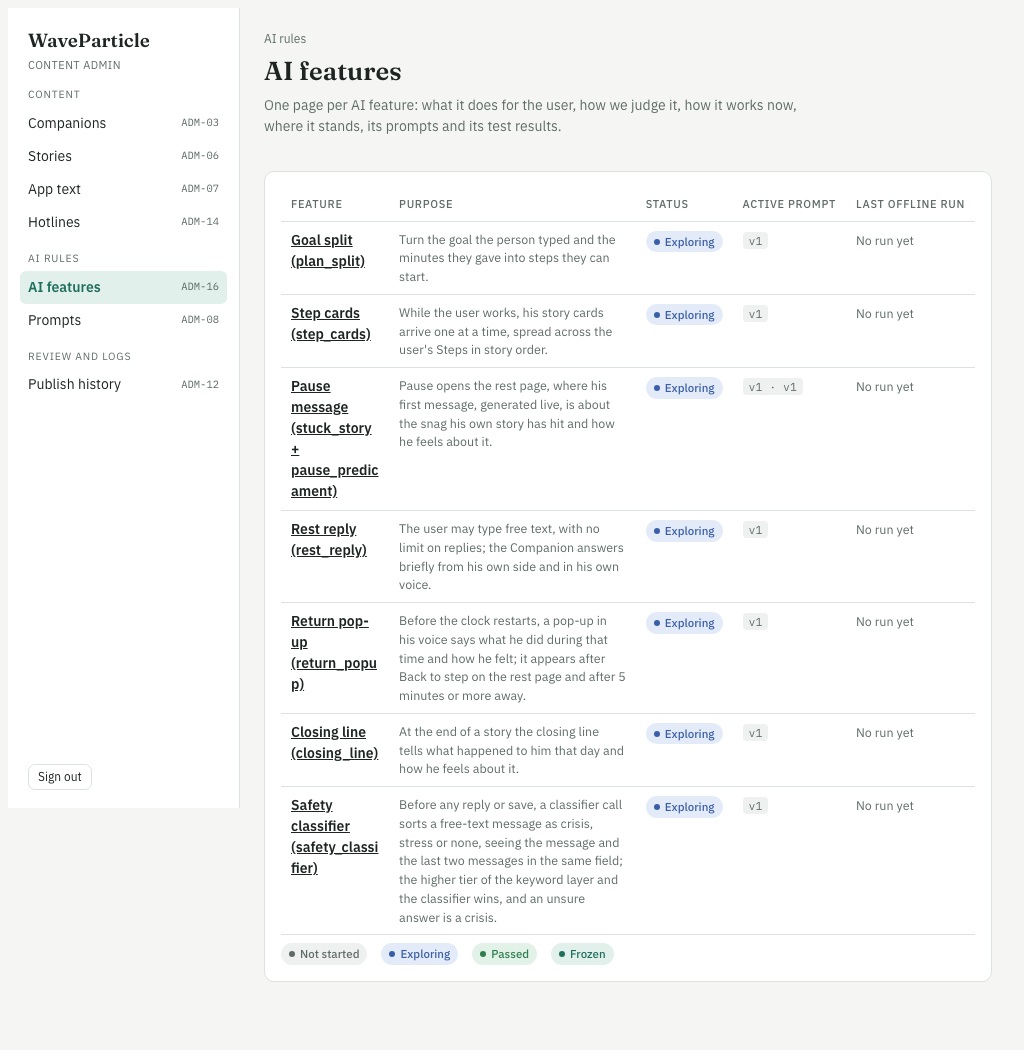 WaveParticle
CONTENT ADMIN
CONTENT
Companions ADM-03
Stories ADM-06
App text ADM-07
Hotlines ADM-14
AI RULES
AI features ADM-16
Prompts ADM-08
REVIEW AND LOGS
Publish history ADM-12
Sign out
AI rules
AI features
One page per AI feature: what it does for the user, how we judge it, how it works now,
where it stands, its prompts and its test results.
FEATURE PURPOSE STATUS ACTIVE PROMPT LAST OFFLINE RUN
Goal split
(plan_split)
Turn the goal the person typed and the
minutes they gave into steps they can
start.
Exploring
v1
No run yet
Step cards
(step_cards)
While the user works, his story cards
arrive one at a time, spread across the
user's Steps in story order.
Exploring
v1
No run yet
Pause
message
(stuck_story
+
pause_predic
ament)
Pause opens the rest page, where his
first message, generated live, is about
the snag his own story has hit and how
he feels about it.
Exploring
v1 · v1
No run yet
Rest reply
(rest_reply)
The user may type free text, with no
limit on replies; the Companion answers
briefly from his own side and in his own
voice.
Exploring
v1
No run yet
Return pop-
up
(return_popu
p)
Before the clock restarts, a pop-up in
his voice says what he did during that
time and how he felt; it appears after
Back to step on the rest page and after 5
minutes or more away.
Exploring
v1
No run yet
Closing line
(closing_line)
At the end of a story the closing line
tells what happened to him that day and
how he feels about it.
Exploring
v1
No run yet
Safety
classifier
(safety_classi
fier)
Before any reply or save, a classifier call
sorts a free-text message as crisis,
stress or none, seeing the message and
the last two messages in the same field;
the higher tier of the keyword layer and
the classifier wins, and an unsure
answer is a crisis.
Exploring
v1
No run yet
Not started Exploring Passed Frozen